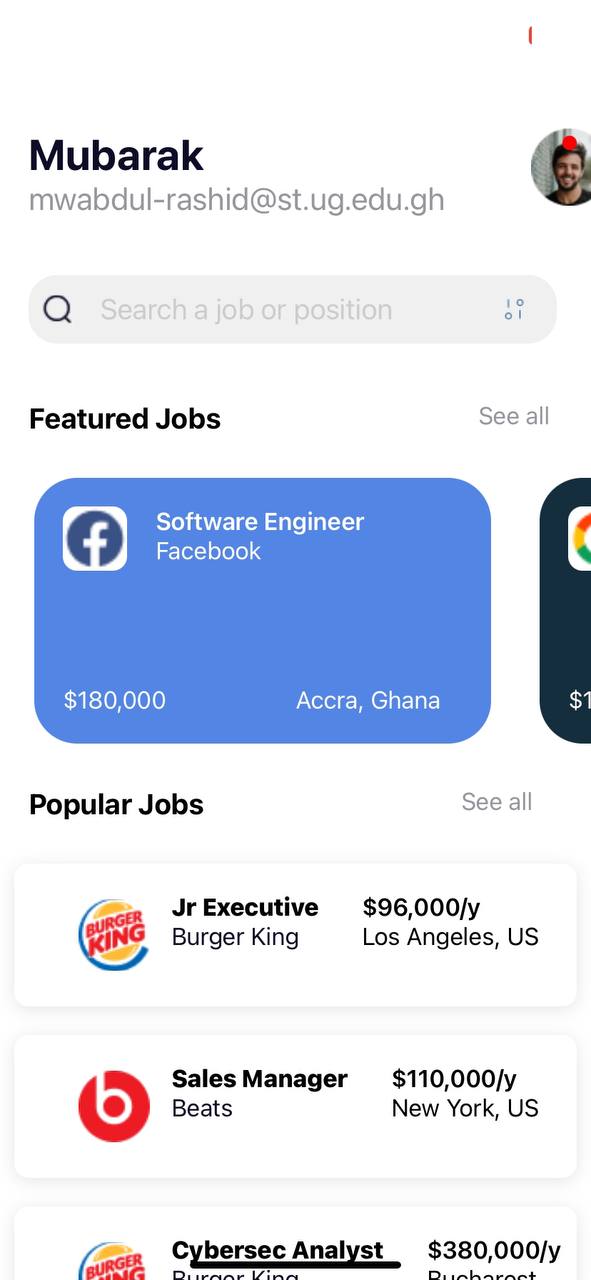 Mubarak
mwabdul-rashid@st.ug.edu.gh
Search a job or position
Featured Jobs
See all
Software Engineer
Facebook
$180,000
Accra, Ghana
$1
Popular Jobs
See all
BURGER
KING
Jr Executive
$96,000/y
Burger King
Los Angeles, US
Sales Manager
$110,000/y
Beats
New York, US
BURGER
Cybersec Analyst
$380,000/y
Burger King
Bucharest